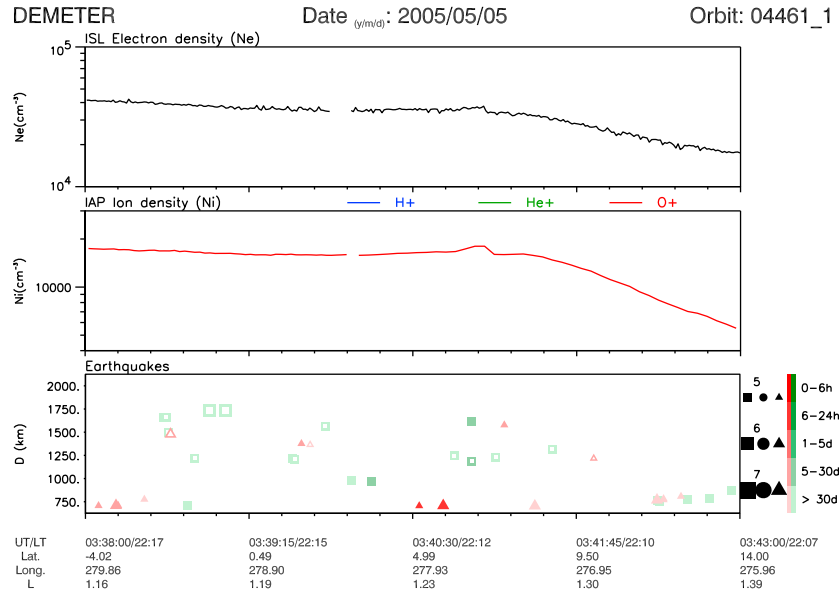 DEMETER Date (y/m/d): 2005/05/05 Orbit: 04461_1
ISL Electron density (Ne)
10^5
Ne(cm⁻³)
10^4
IAP Ion density (Ni) H+ He+ O+
Ni(cm⁻³)
10000
Earthquakes
D (km)
2000.
1750.
1500.
1250.
1000.
750.
5
6
7
0-6h
6-24h
1-5d
5-30d
> 30d
UT/LT 03:38:00/22:17 03:39:15/22:15 03:40:30/22:12 03:41:45/22:10 03:43:00/22:07
Lat. -4.02 0.49 4.99 9.50 14.00
Long. 279.86 278.90 277.93 276.95 275.96
L 1.16 1.19 1.23 1.30 1.39